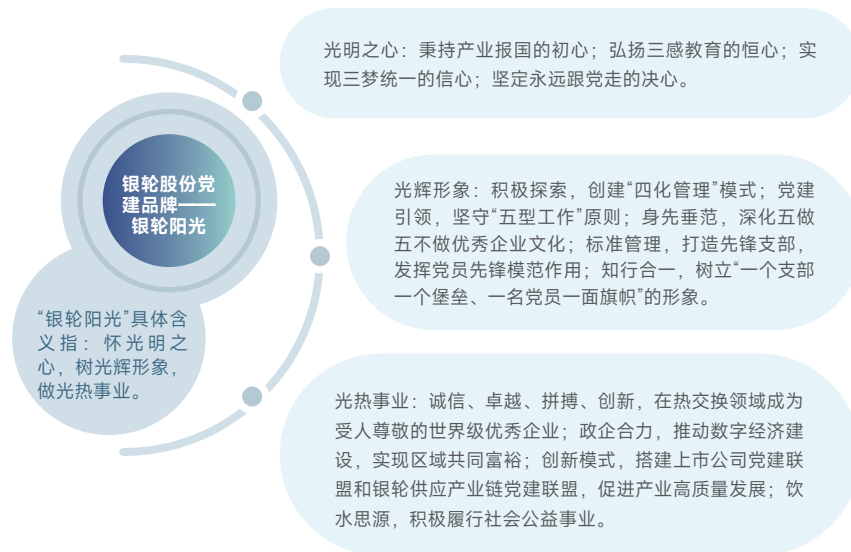 光明之心：秉持产业报国的初心；弘扬三感教育的恒心；实
现三梦统一的信心；坚定永远跟党走的决心。
银轮股份党
建品牌——
银轮阳光
光辉形象：积极探索，创建“四化管理”模式；党建
引领，坚守“五型工作”原则；身先垂范，深化五做
五不做优秀企业文化；标准管理，打造先锋支部，
发挥党员先锋模范作用；知行合一，树立“一个支部
一个堡垒、一名党员一面旗帜”的形象。
“银轮阳光”具体含
义指：怀光明之
心，树光辉形象，
做光热事业。
光热事业：诚信、卓越、拼搏、创新，在热交换领域成为
受人尊敬的世界级优秀企业；政企合力，推动数字经济建
设，实现区域共同富裕；创新模式，搭建上市公司党建联
盟和银轮供应产业链党建联盟，促进产业高质量发展；饮
水思源，积极履行社会公益事业。